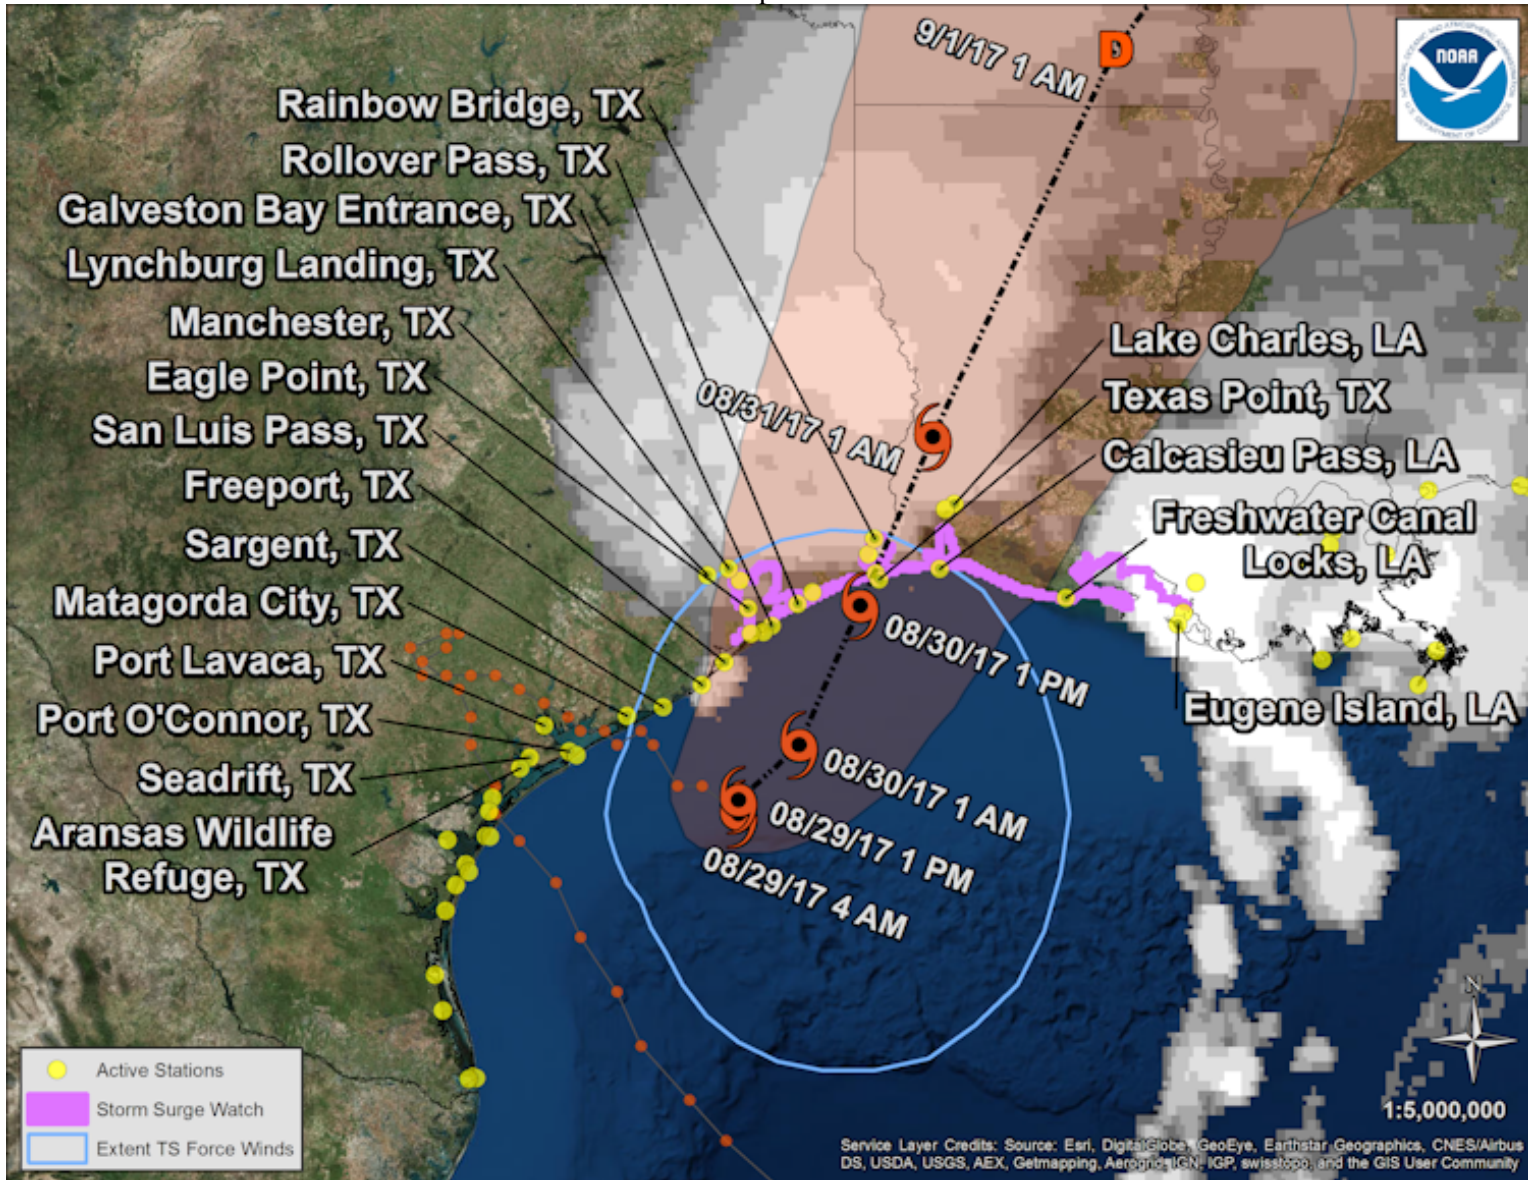 9/1/17 1 AM
D
NOAA
Rainbow Bridge, TX
Rollover Pass, TX
Galveston Bay Entrance, TX
Lynchburg Landing, TX
Manchester, TX
Eagle Point, TX
San Luis Pass, TX
Freeport, TX
Sargent, TX
Matagorda City, TX
Port Lavaca, TX
Port O'Connor, TX
Seadrift, TX
Aransas Wildlife
Refuge, TX
08/31/17 1 AM
Lake Charles, LA
Texas Point, TX
Calcasieu Pass, LA
Freshwater Canal
Locks, LA
Eugene Island, LA
08/30/17 1 PM
08/30/17 1 AM
08/29/17 1 PM
08/29/17 4 AM
Active Stations
Storm Surge Watch
Extent TS Force Winds
N
1:5,000,000
Service Layer Credits: Source: Esri, DigitalGlobe, GeoEye, Earthstar Geographics, CNES/Airbus
DS, USDA, USGS, AEX, Getmapping, Aerogrid, IGN, IGP, swisstopo, and the GIS User Community